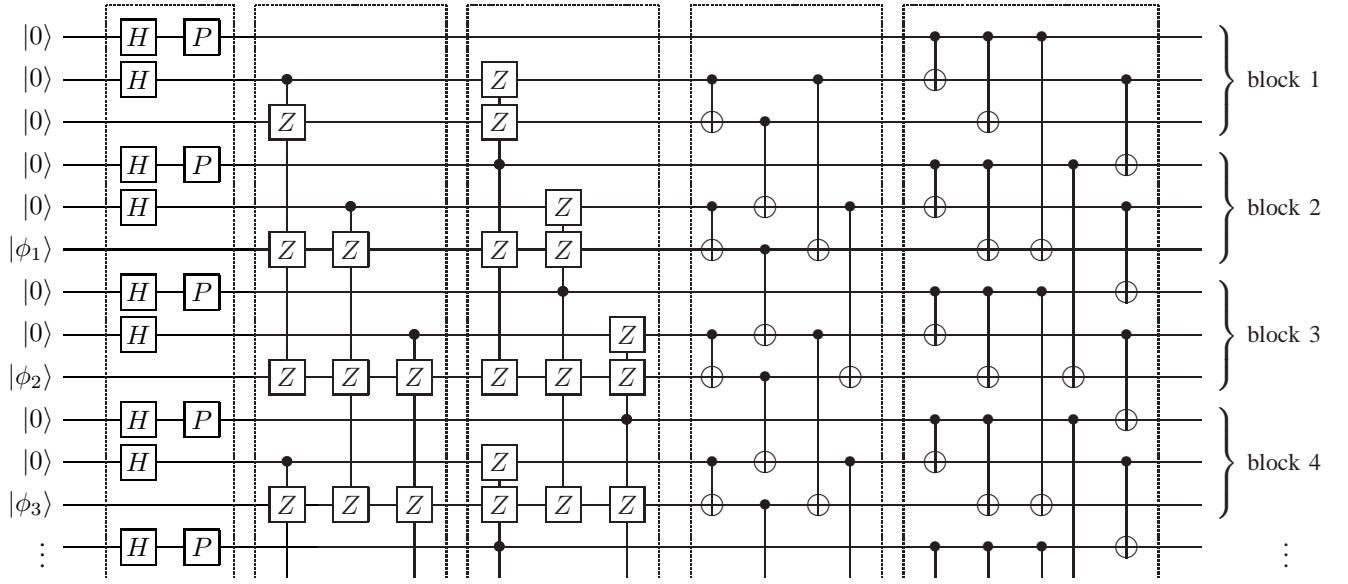 |0⟩ H P
|0⟩ H Z block 1
|0⟩ Z Z
|0⟩ H P
|0⟩ H Z block 2
|ϕ₁⟩ Z Z Z Z
|0⟩ H P
|0⟩ H Z block 3
|ϕ₂⟩ Z Z Z Z Z Z
|0⟩ H P
|0⟩ H Z block 4
|ϕ₃⟩ Z Z Z Z Z Z
⋮ H P ⋮